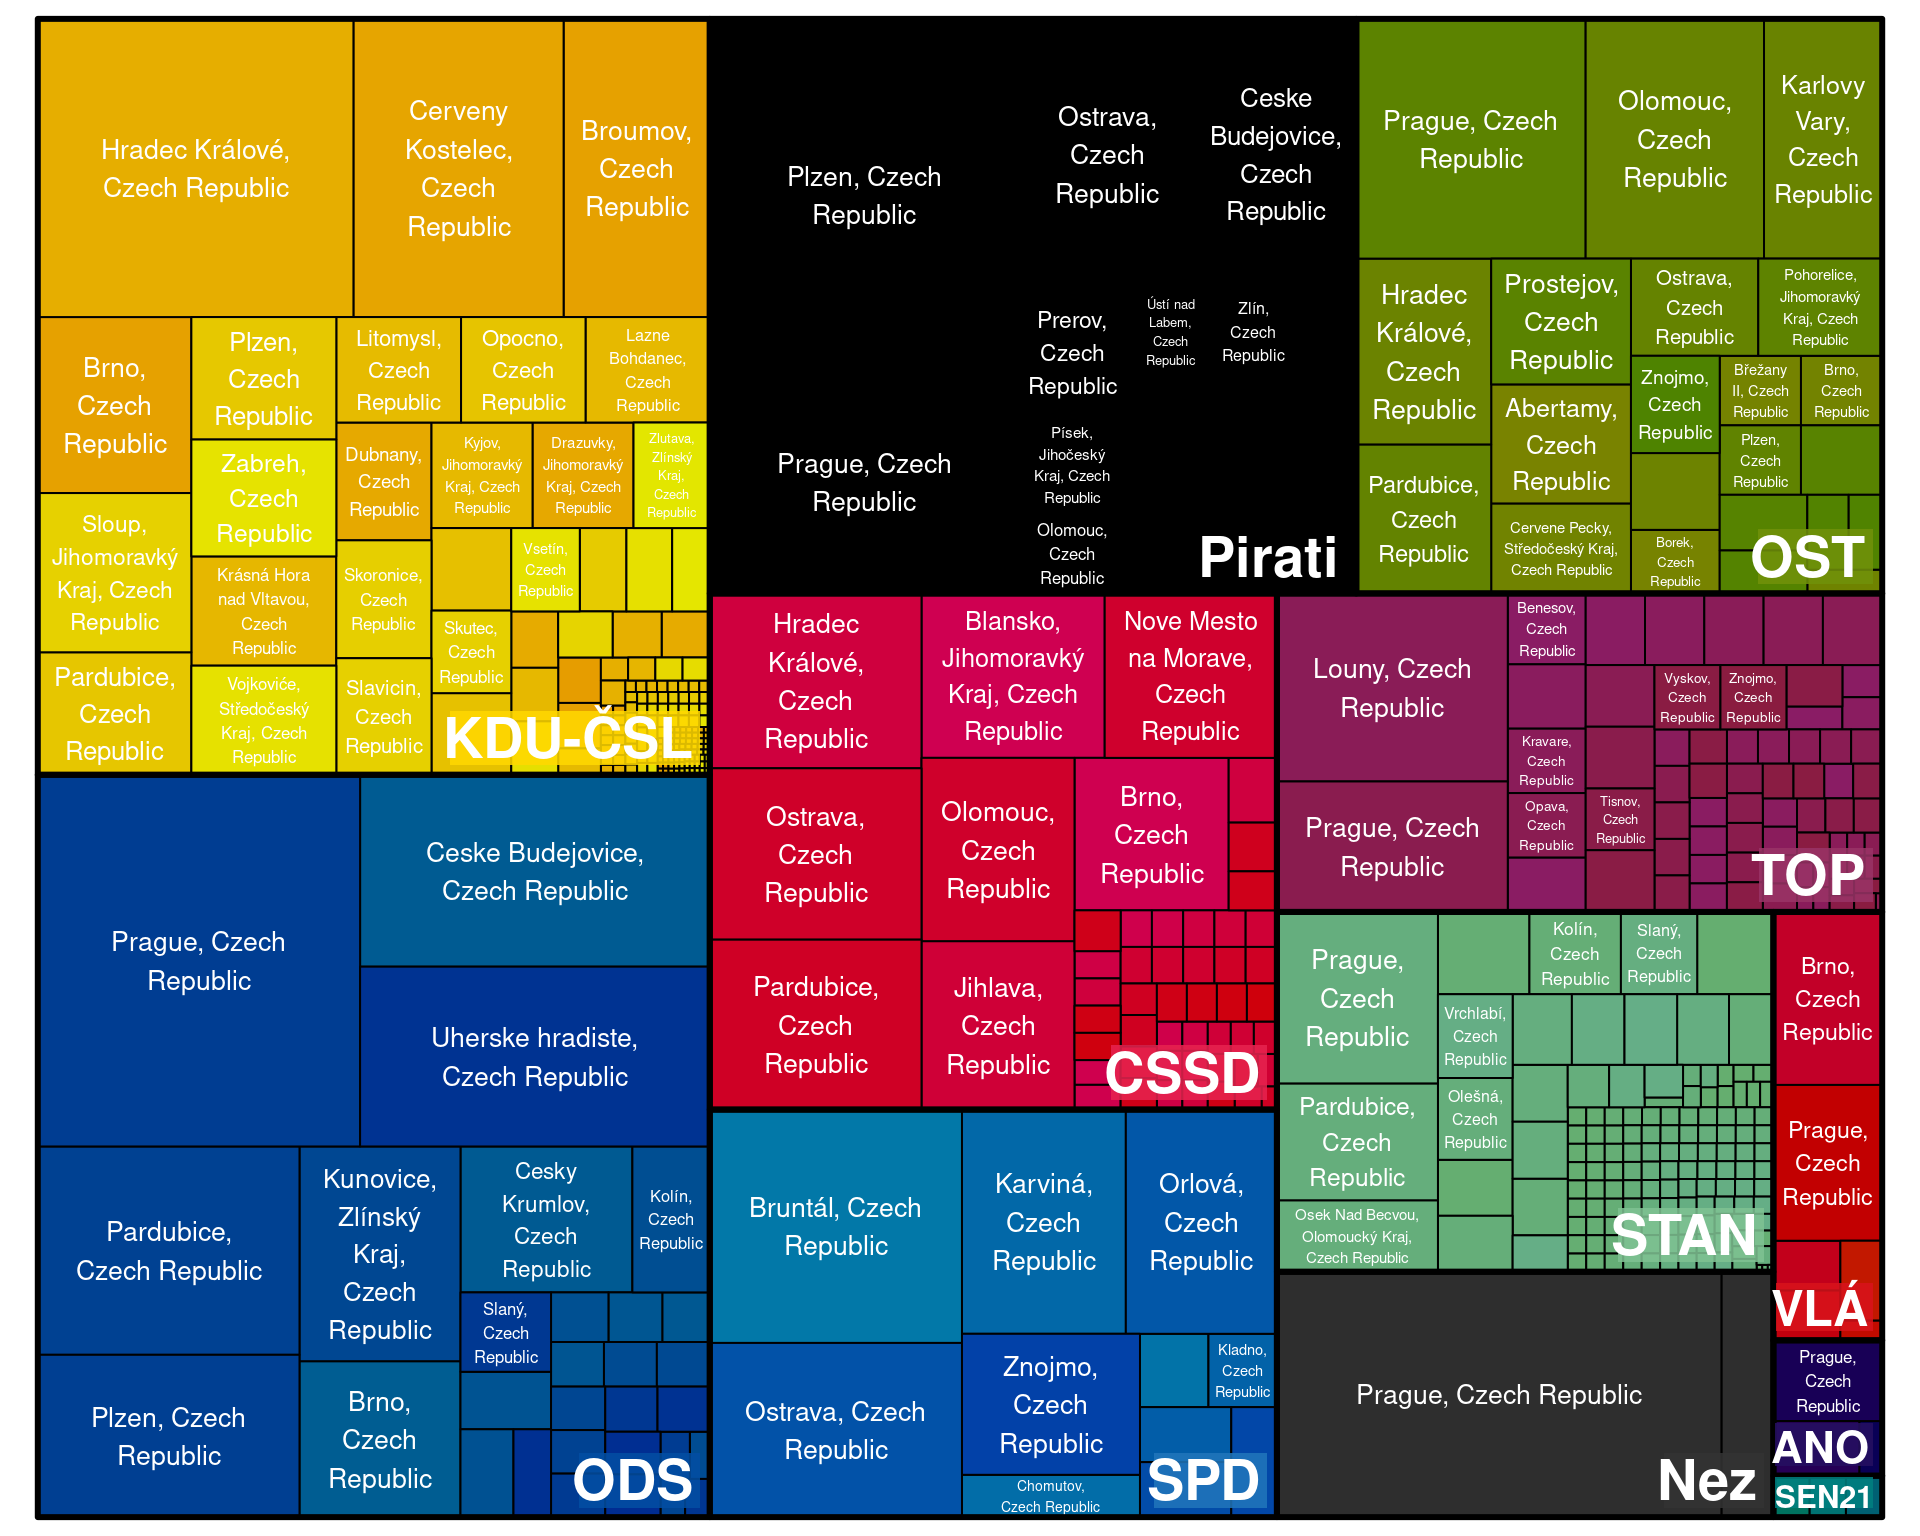 Hradec Králové,
Czech Republic
Cerveny
Kostelec,
Czech
Republic
Broumov,
Czech
Republic
Brno,
Czech
Republic
Plzen,
Czech
Republic
Litomysl,
Czech
Republic
Opocno,
Czech
Republic
Lazne
Bohdanec,
Czech
Republic
Zabreh,
Czech
Republic
Dubnany,
Czech
Republic
Kyjov,
Jihomoravký
Kraj, Czech
Republic
Drazuvky,
Jihomoravký
Kraj, Czech
Republic
Zlutava,
Zlínský
Kraj,
Czech
Republic
Sloup,
Jihomoravký
Kraj, Czech
Republic
Krásná Hora
nad Vltavou,
Czech
Republic
Skoronice,
Czech
Republic
Vsetín,
Czech
Republic
Skutec,
Czech
Republic
Pardubice,
Czech
Republic
Vojkoviće,
Středočeský
Kraj, Czech
Republic
Slavicin,
Czech
Republic
KDU-ČSL
Plzen, Czech
Republic
Ostrava,
Czech
Republic
Ceske
Budejovice,
Czech
Republic
Prerov,
Czech
Republic
Ústí nad
Labem,
Czech
Republic
Zlín,
Czech
Republic
Prague, Czech
Republic
Písek,
Jihočeský
Kraj, Czech
Republic
Olomouc,
Czech
Republic
Pirati
Prague, Czech
Republic
Olomouc,
Czech
Republic
Karlovy
Vary,
Czech
Republic
Hradec
Králové,
Czech
Republic
Prostejov,
Czech
Republic
Ostrava,
Czech
Republic
Pohorelice,
Jihomoravký
Kraj, Czech
Republic
Znojmo,
Czech
Republic
Břežany
II, Czech
Republic
Brno,
Czech
Republic
Abertamy,
Czech
Republic
Plzen,
Czech
Republic
Pardubice,
Czech
Republic
Cervene Pecky,
Středočeský Kraj,
Czech Republic
Borek,
Czech
Republic
OST
Prague, Czech
Republic
Ceske Budejovice,
Czech Republic
Uherske hradiste,
Czech Republic
Pardubice,
Czech Republic
Kunovice,
Zlínský
Kraj,
Czech
Republic
Cesky
Krumlov,
Czech
Republic
Kolín,
Czech
Republic
Slaný,
Czech
Republic
Plzen, Czech
Republic
Brno,
Czech
Republic
ODS
Hradec
Králové,
Czech
Republic
Blansko,
Jihomoravký
Kraj, Czech
Republic
Nove Mesto
na Morave,
Czech
Republic
Ostrava,
Czech
Republic
Olomouc,
Czech
Republic
Brno,
Czech
Republic
Pardubice,
Czech
Republic
Jihlava,
Czech
Republic
CSSD
Louny, Czech
Republic
Benesov,
Czech
Republic
Vyskov,
Czech
Republic
Znojmo,
Czech
Republic
Kravare,
Czech
Republic
Prague, Czech
Republic
Opava,
Czech
Republic
Tisnov,
Czech
Republic
TOP
Bruntál, Czech
Republic
Karviná,
Czech
Republic
Orlová,
Czech
Republic
Ostrava, Czech
Republic
Znojmo,
Czech
Republic
Kladno,
Czech
Republic
Chomutov,
Czech Republic
SPD
Prague,
Czech
Republic
Kolín,
Czech
Republic
Slaný,
Czech
Republic
Vrchlabí,
Czech
Republic
Pardubice,
Czech
Republic
Olešná,
Czech
Republic
Osek Nad Becvou,
Olomoucký Kraj,
Czech Republic
STAN
Brno,
Czech
Republic
Prague,
Czech
Republic
VLÁ
Prague, Czech Republic
Nez
Prague,
Czech
Republic
ANO
SEN21